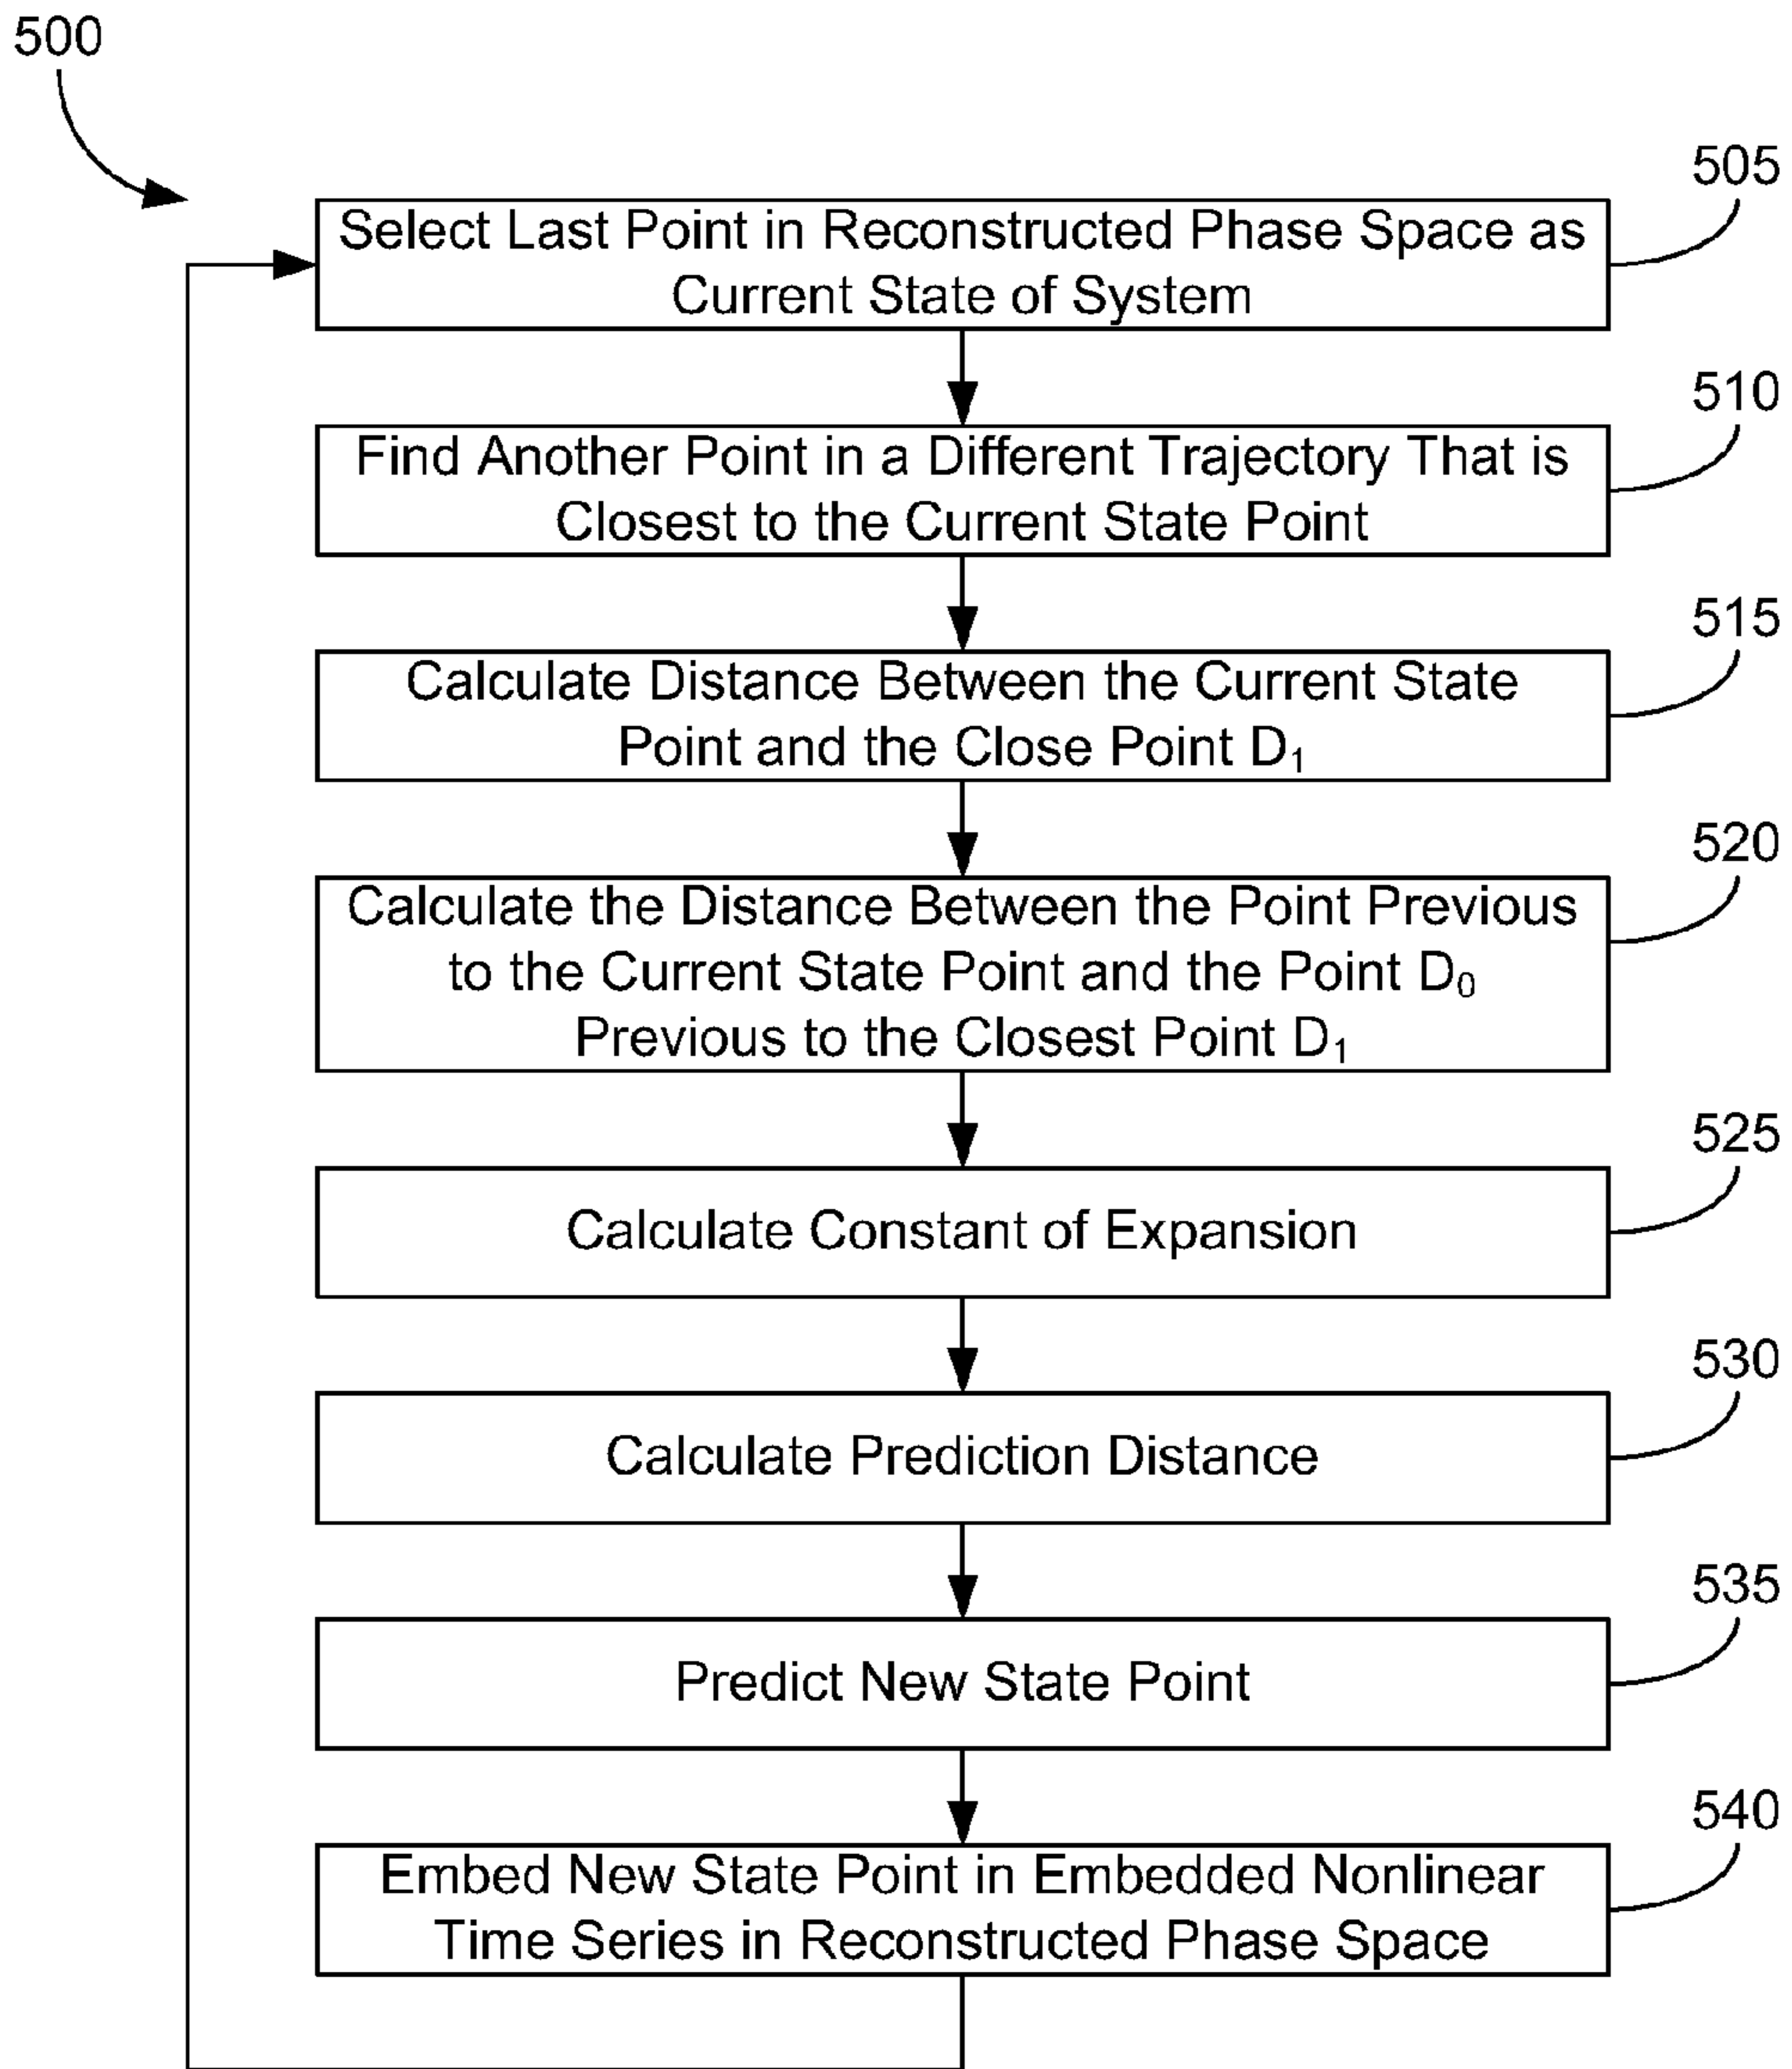 500
505
Select Last Point in Reconstructed Phase Space as
Current State of System
510
Find Another Point in a Different Trajectory That is
Closest to the Current State Point
515
Calculate Distance Between the Current State
Point and the Close Point D₁
520
Calculate the Distance Between the Point Previous
to the Current State Point and the Point D₀
Previous to the Closest Point D₁
525
Calculate Constant of Expansion
530
Calculate Prediction Distance
535
Predict New State Point
540
Embed New State Point in Embedded Nonlinear
Time Series in Reconstructed Phase Space